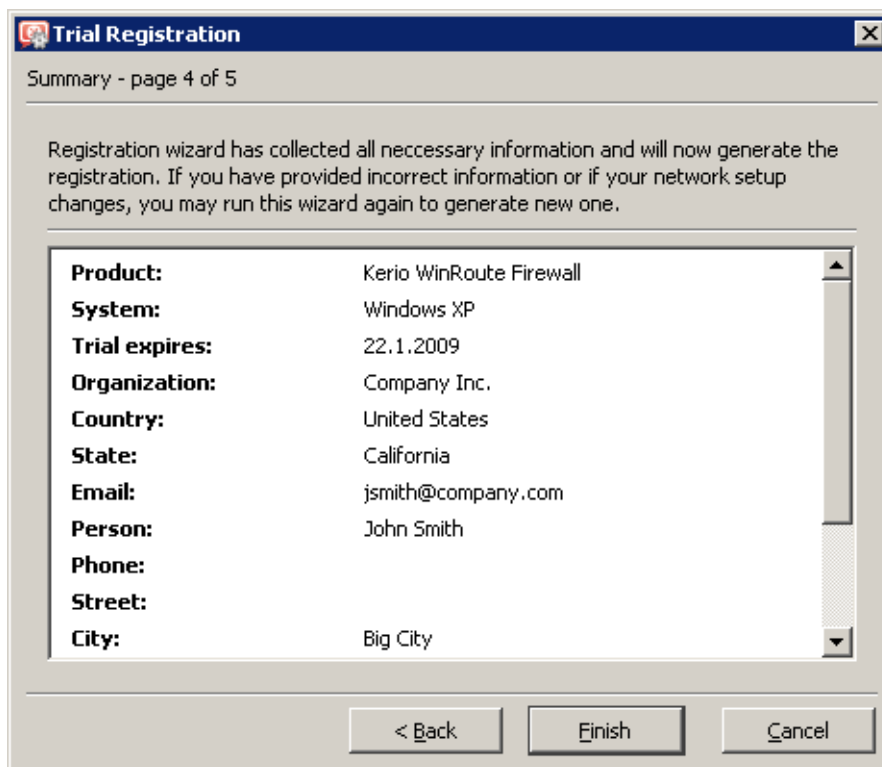 Trial Registration
Summary - page 4 of 5
Registration wizard has collected all neccessary information and will now generate the
registration. If you have provided incorrect information or if your network setup
changes, you may run this wizard again to generate new one.
Product: Kerio WinRoute Firewall
System: Windows XP
Trial expires: 22.1.2009
Organization: Company Inc.
Country: United States
State: California
Email: jsmith@company.com
Person: John Smith
Phone:
Street:
City: Big City
< Back Finish Cancel